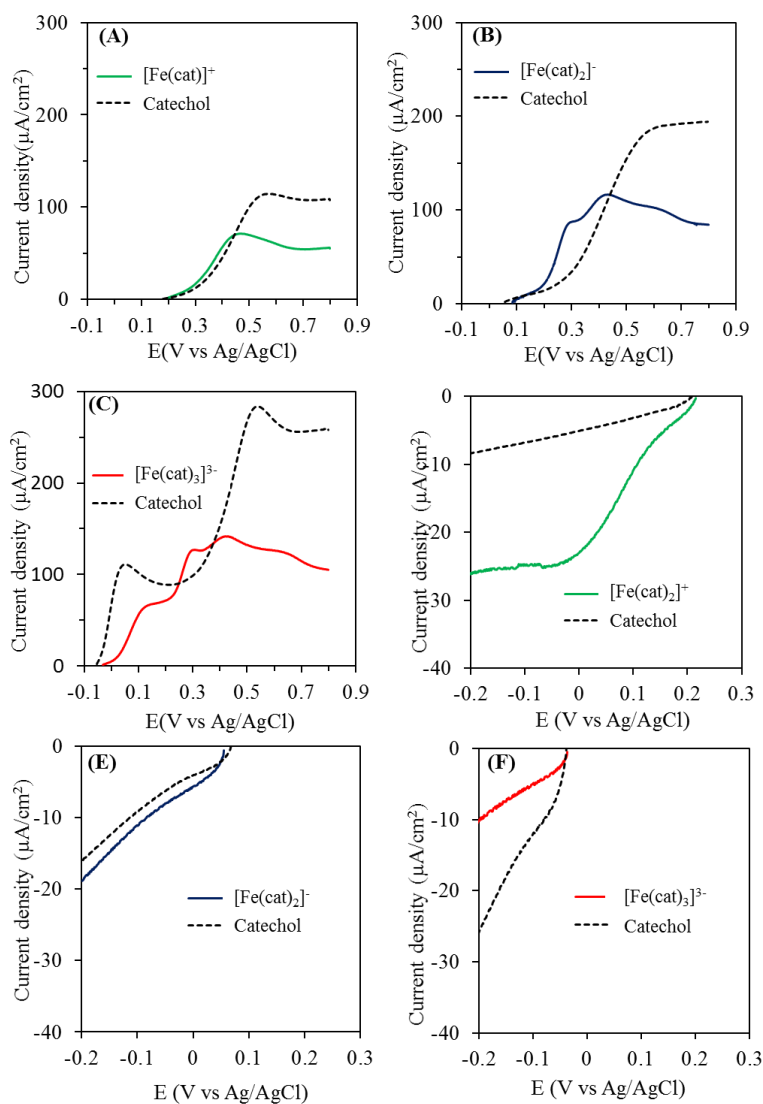 (A)
300
200
100
0
Current density(µA/cm²)
[Fe(cat)]⁺
Catechol
-0.1 0.1 0.3 0.5 0.7 0.9
E(V vs Ag/AgCl)
(B)
300
200
100
0
Current density (µA/cm²)
[Fe(cat)₂]⁻
Catechol
-0.1 0.1 0.3 0.5 0.7 0.9
E(V vs Ag/AgCl)
(C)
300
200
100
0
Current density (µA/cm²)
[Fe(cat)₃]³⁻
Catechol
-0.1 0.1 0.3 0.5 0.7 0.9
E(V vs Ag/AgCl)
0
-10
-20
-30
-40
Current density (µA/cm²)
[Fe(cat)₂]⁺
Catechol
-0.2 -0.1 0 0.1 0.2 0.3
E (V vs Ag/AgCl)
(E)
0
-10
-20
-30
-40
Current density (µA/cm²)
[Fe(cat)₂]⁻
Catechol
-0.2 -0.1 0 0.1 0.2 0.3
E (V vs Ag/AgCl)
(F)
0
-10
-20
-30
-40
Current density (µA/cm²)
[Fe(cat)₃]³⁻
Catechol
-0.2 -0.1 0 0.1 0.2 0.3
E (V vs Ag/AgCl)